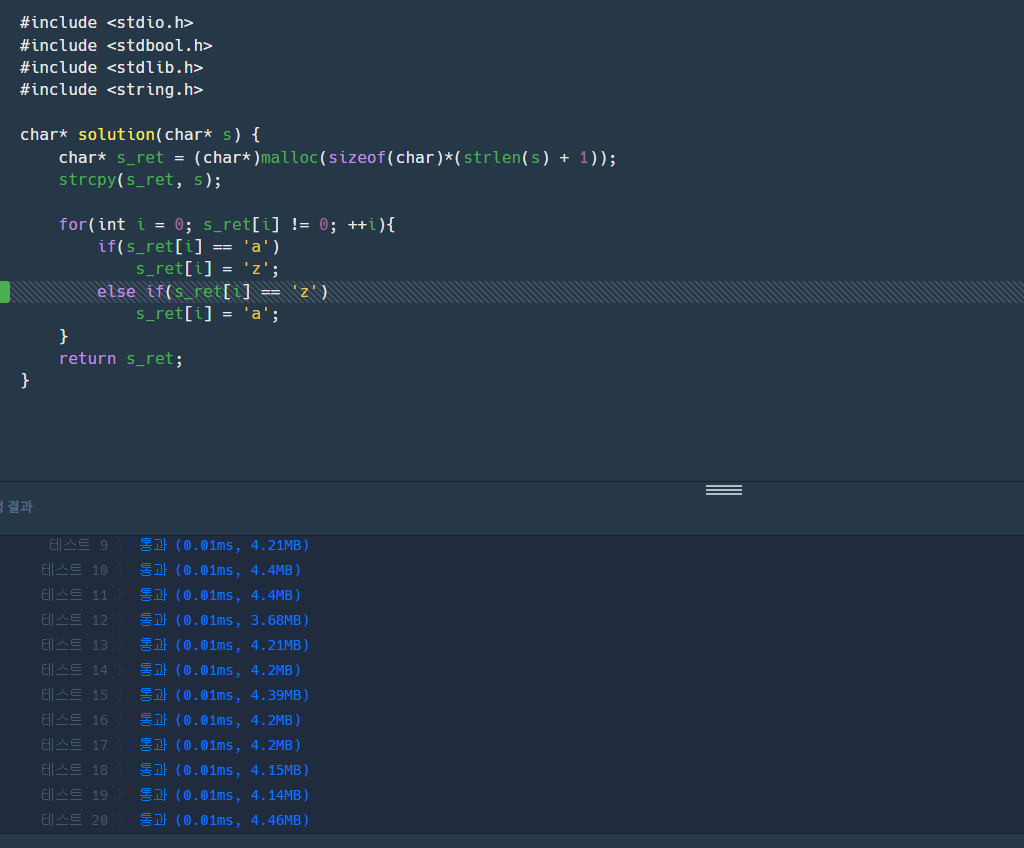 #include <stdio.h>
#include <stdbool.h>
#include <stdlib.h>
#include <string.h>
char* solution(char* s) {
    char* s_ret = (char*)malloc(sizeof(char)*(strlen(s) + 1));
    strcpy(s_ret, s);
    for(int i = 0; s_ret[i] != 0; ++i){
        if(s_ret[i] == 'a')
            s_ret[i] = 'z';
        else if(s_ret[i] == 'z')
            s_ret[i] = 'a';
    }
    return s_ret;
}
결과
테스트 9 〉 통과 (0.01ms, 4.21MB)
테스트 10 〉 통과 (0.01ms, 4.4MB)
테스트 11 〉 통과 (0.01ms, 4.4MB)
테스트 12 〉 통과 (0.01ms, 3.68MB)
테스트 13 〉 통과 (0.01ms, 4.21MB)
테스트 14 〉 통과 (0.01ms, 4.2MB)
테스트 15 〉 통과 (0.01ms, 4.39MB)
테스트 16 〉 통과 (0.01ms, 4.2MB)
테스트 17 〉 통과 (0.01ms, 4.2MB)
테스트 18 〉 통과 (0.01ms, 4.15MB)
테스트 19 〉 통과 (0.01ms, 4.14MB)
테스트 20 〉 통과 (0.01ms, 4.46MB)